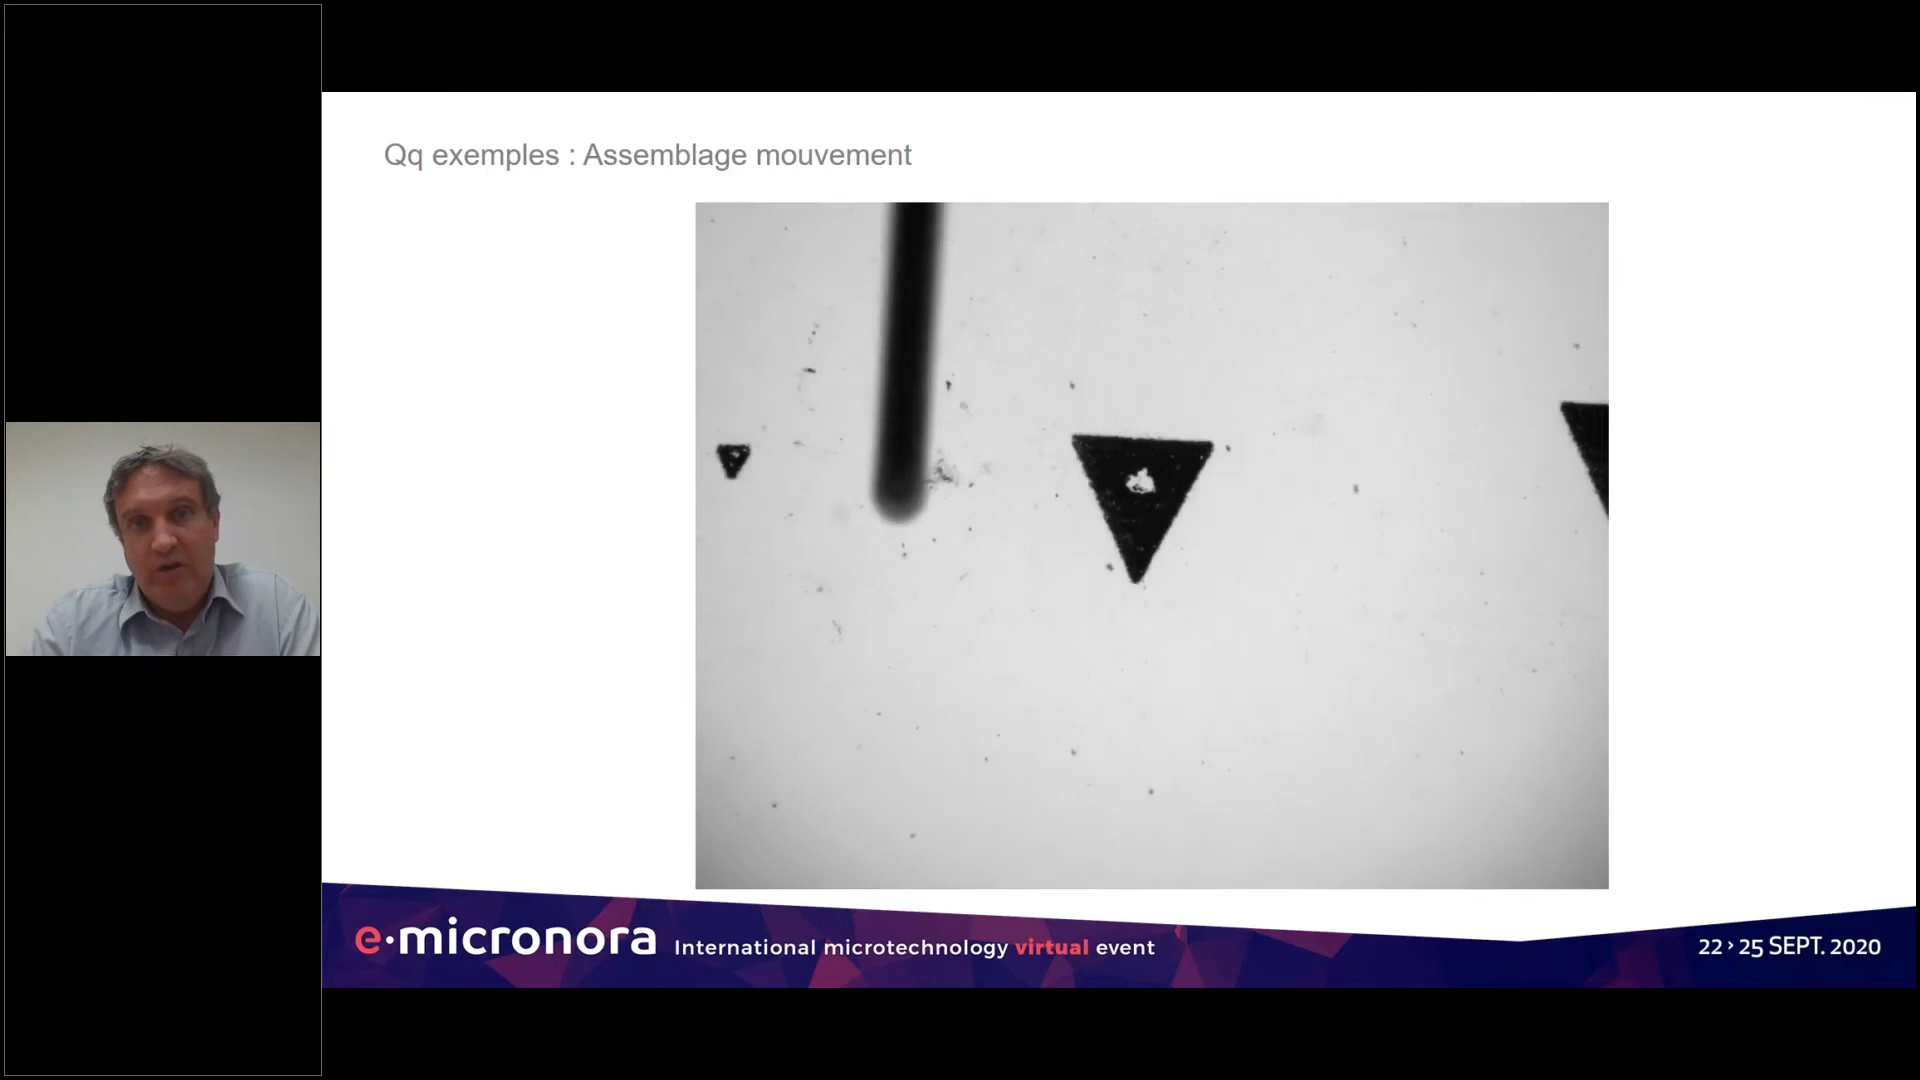 Qq exemples : Assemblage mouvement
e·micronora International microtechnology virtual event
22 > 25 SEPT. 2020